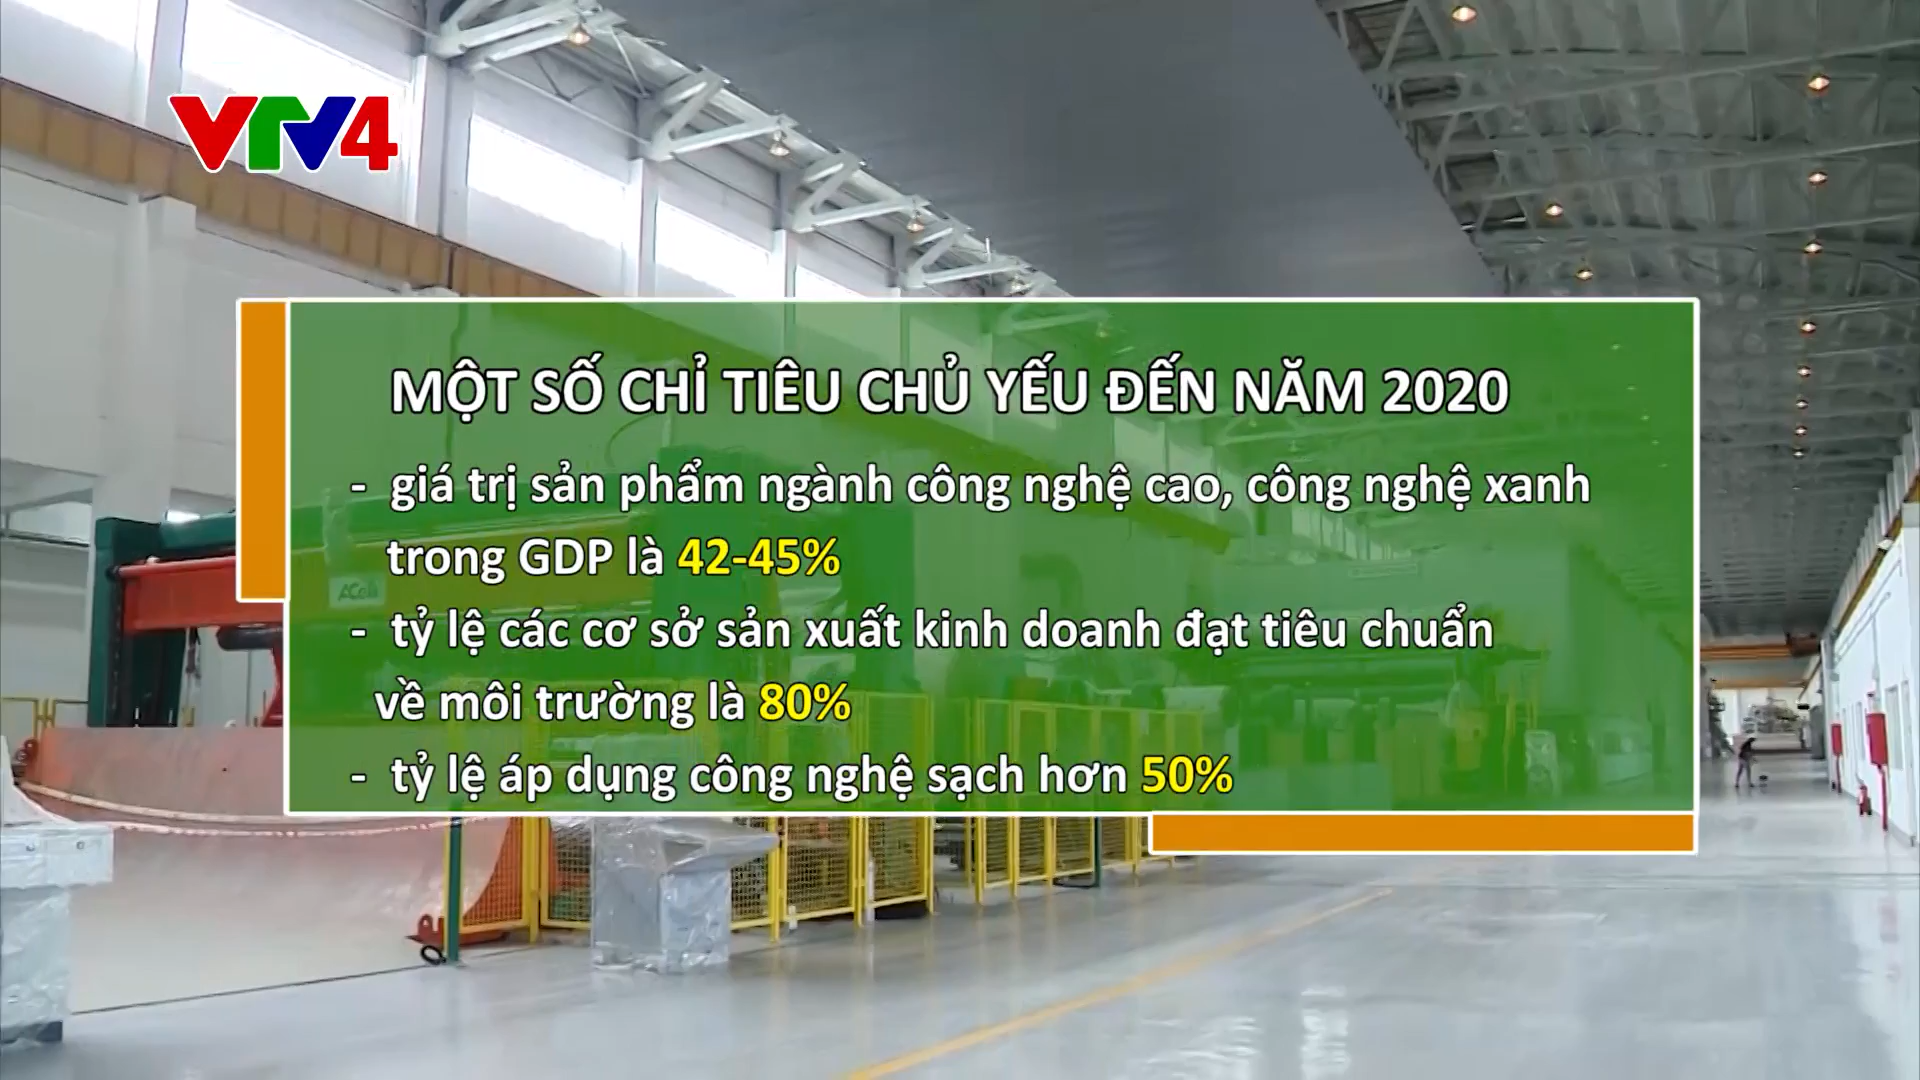 VTV4
MỘT SỐ CHỈ TIÊU CHỦ YẾU ĐẾN NĂM 2020
- giá trị sản phẩm ngành công nghệ cao, công nghệ xanh
trong GDP là 42-45%
- tỷ lệ các cơ sở sản xuất kinh doanh đạt tiêu chuẩn
về môi trường là 80%
- tỷ lệ áp dụng công nghệ sạch hơn 50%